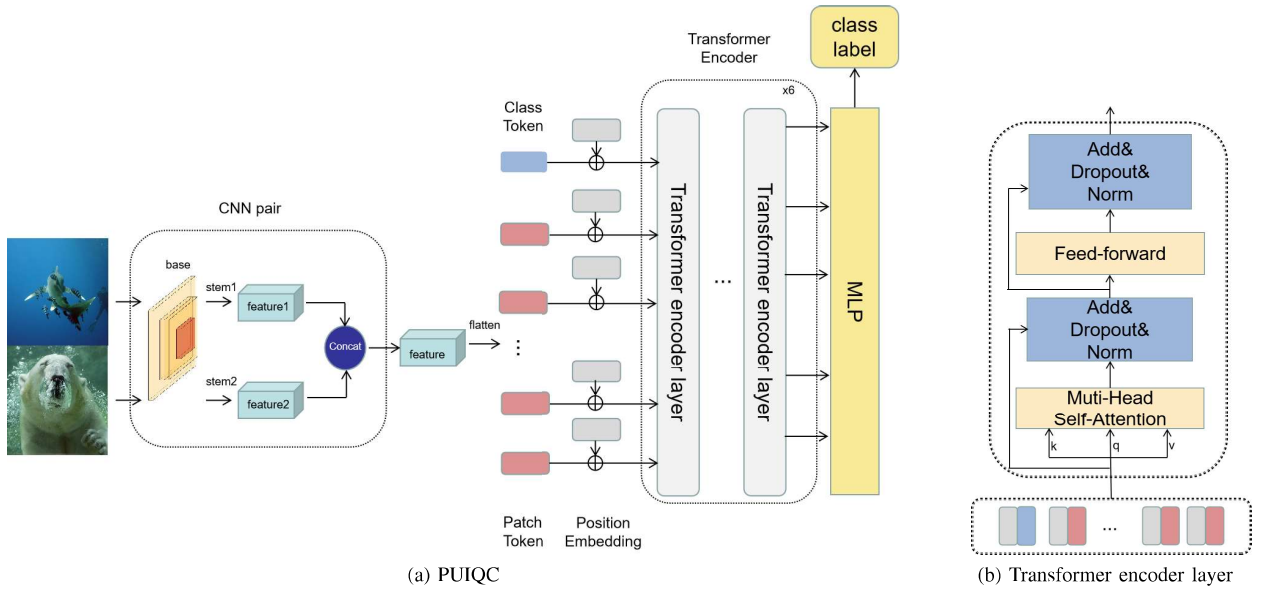 class
label
Transformer
Encoder
x6
Class
Token
CNN pair
base
stem1
feature1
Concat
feature
flatten
stem2
feature2
...
Transformer encoder layer
...
Transformer encoder layer
MLP
Patch
Token
Position
Embedding
(a) PUIQC
Add&
Dropout&
Norm
Feed-forward
Add&
Dropout&
Norm
Muti-Head
Self-Attention
k
q
v
...
(b) Transformer encoder layer